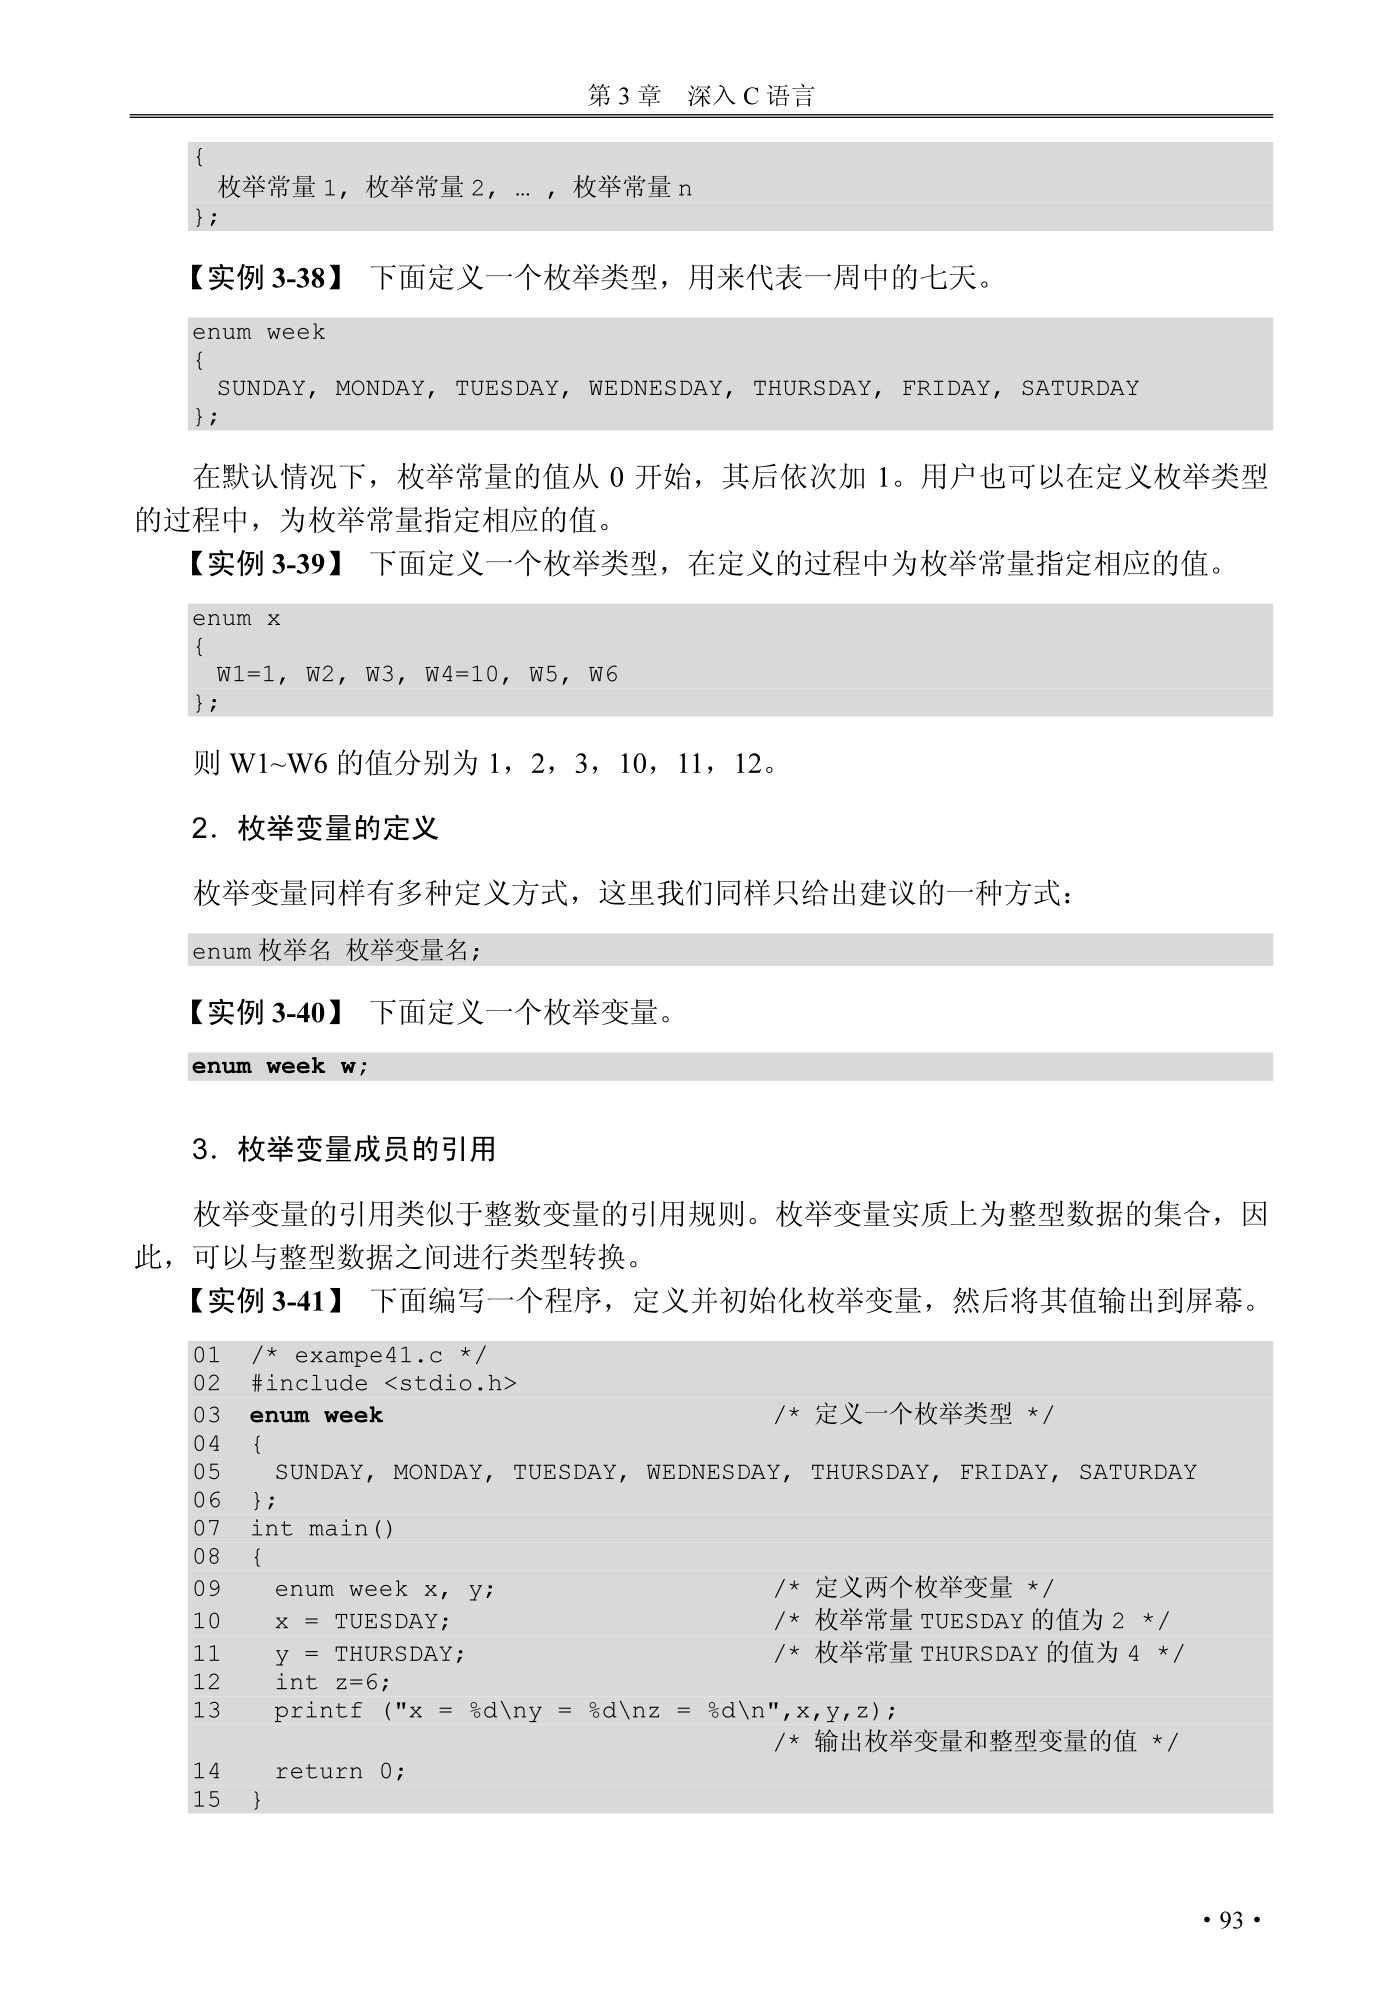 第 3 章　深入 C 语言
{
  枚举常量 1, 枚举常量 2, … , 枚举常量 n
};
【实例 3-38】 下面定义一个枚举类型，用来代表一周中的七天。
enum week
{
  SUNDAY, MONDAY, TUESDAY, WEDNESDAY, THURSDAY, FRIDAY, SATURDAY
};
在默认情况下，枚举常量的值从 0 开始，其后依次加 1。用户也可以在定义枚举类型
的过程中，为枚举常量指定相应的值。
【实例 3-39】 下面定义一个枚举类型，在定义的过程中为枚举常量指定相应的值。
enum x
{
  W1=1, W2, W3, W4=10, W5, W6
};
则 W1~W6 的值分别为 1，2，3，10，11，12。
2．枚举变量的定义
枚举变量同样有多种定义方式，这里我们同样只给出建议的一种方式：
enum 枚举名 枚举变量名;
【实例 3-40】 下面定义一个枚举变量。
enum week w;
3．枚举变量成员的引用
枚举变量的引用类似于整数变量的引用规则。枚举变量实质上为整型数据的集合，因
此，可以与整型数据之间进行类型转换。
【实例 3-41】 下面编写一个程序，定义并初始化枚举变量，然后将其值输出到屏幕。
01  /* exampe41.c */
02  #include <stdio.h>
03  enum week                          /* 定义一个枚举类型 */
04  {
05    SUNDAY, MONDAY, TUESDAY, WEDNESDAY, THURSDAY, FRIDAY, SATURDAY
06  };
07  int main()
08  {
09    enum week x, y;                  /* 定义两个枚举变量 */
10    x = TUESDAY;                     /* 枚举常量 TUESDAY 的值为 2 */
11    y = THURSDAY;                    /* 枚举常量 THURSDAY 的值为 4 */
12    int z=6;
13    printf ("x = %d\ny = %d\nz = %d\n",x,y,z);
                                       /* 输出枚举变量和整型变量的值 */
14    return 0;
15  }
• 93 •